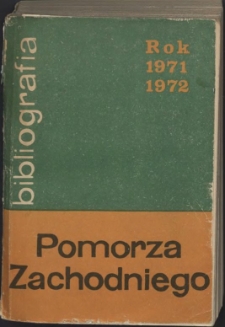 bibliografia
Rok
1971
1972
Pomorza
Zachodniego